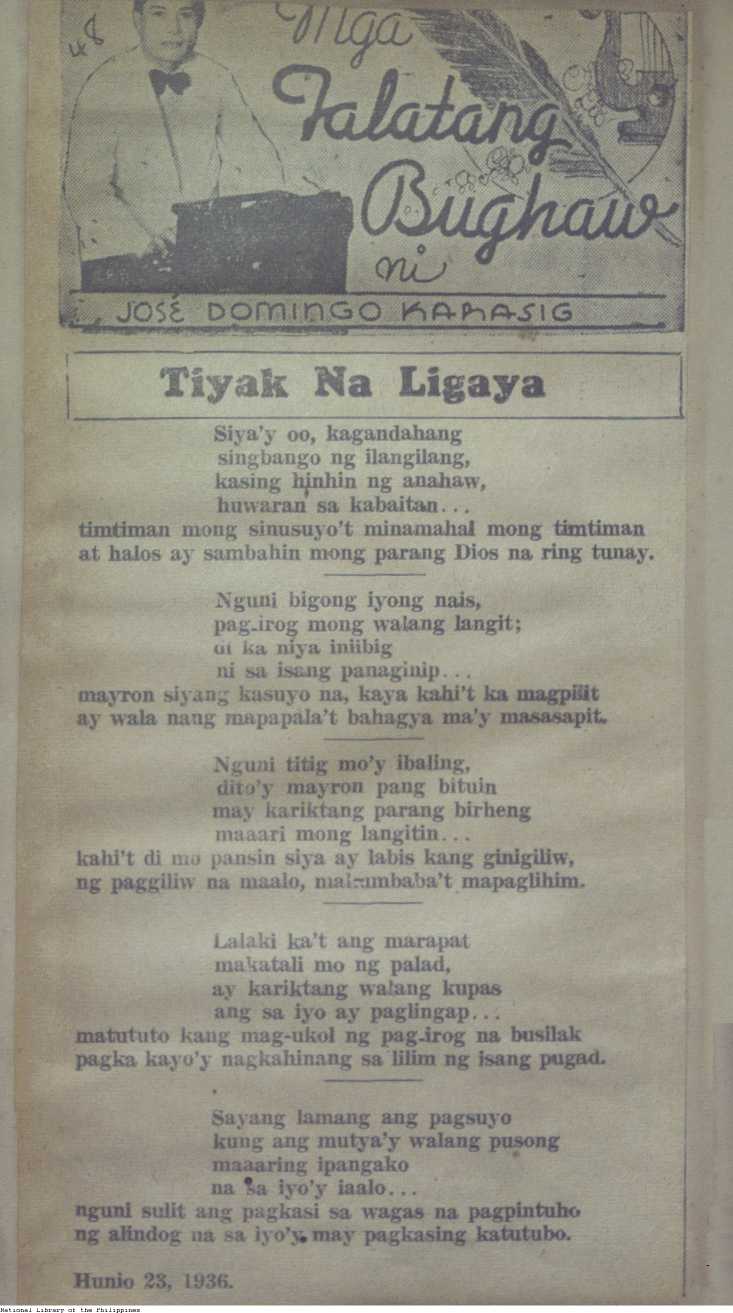 48
Mga
Talatang
Bughaw
ni
JOSÉ DOMINGO KARASIG
Tiyak Na Ligaya
Siya'y oo, kagandahang
singbango ng ilangilang,
kasing hinhin ng anahaw,
huwaran sa kabaitan...
timtiman mong sinusuyo't minamahal mong timtiman
at halos ay sambahin mong parang Dios na ring tunay.
Nguni bigong iyong nais,
pag-irog mong walang langit;
di ka niya iniibig
ni sa isang panaginip...
mayron siyang kasuyo na, kaya kahi't ka magpilit
ay wala nang mapapala't bahagya ma'y masasapit.
Nguni titig mo'y ibaling,
dito'y mayron pang bituin
may kariktang parang birheng
maaari mong langitin...
kahi't di mo pansin siya ay labis kang ginigiliw,
ng paggiliw na maalo, mapagpaglihim.
Lalaki ka't ang marapat
makatali mo ng palad,
ay kariktang walang kupas
ang sa iyo ay paglingap...
matututo kang mag-ukol ng pag-irog na busilak
pagka kayo'y nagkahinang sa lilim ng isang pugad.
Sayang lamang ang pagsuyo
kung ang mutya'y walang pusong
maaaring ipangako
na sa iyo'y iaalo...
nguni sulit ang pagkasi sa wagas na pagpintuho
ng alindog na sa iyo'y may pagkasing katutubo.
Hunio 23, 1936.
National Library of the Philippines